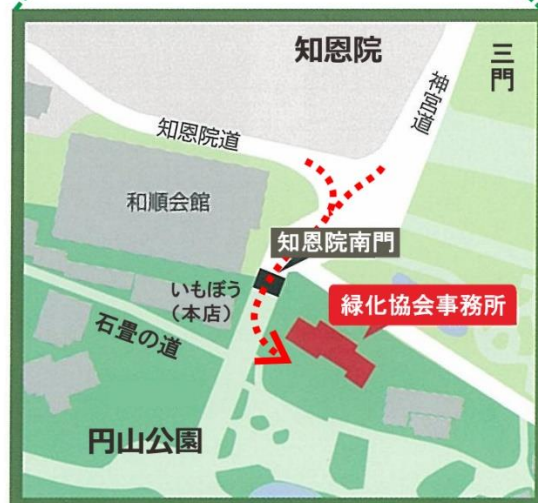 知恩院
三
門
神宮道
知恩院道
和順会館
知恩院南門
いもぼう
（本店）
緑化協会事務所
石畳の道
円山公園